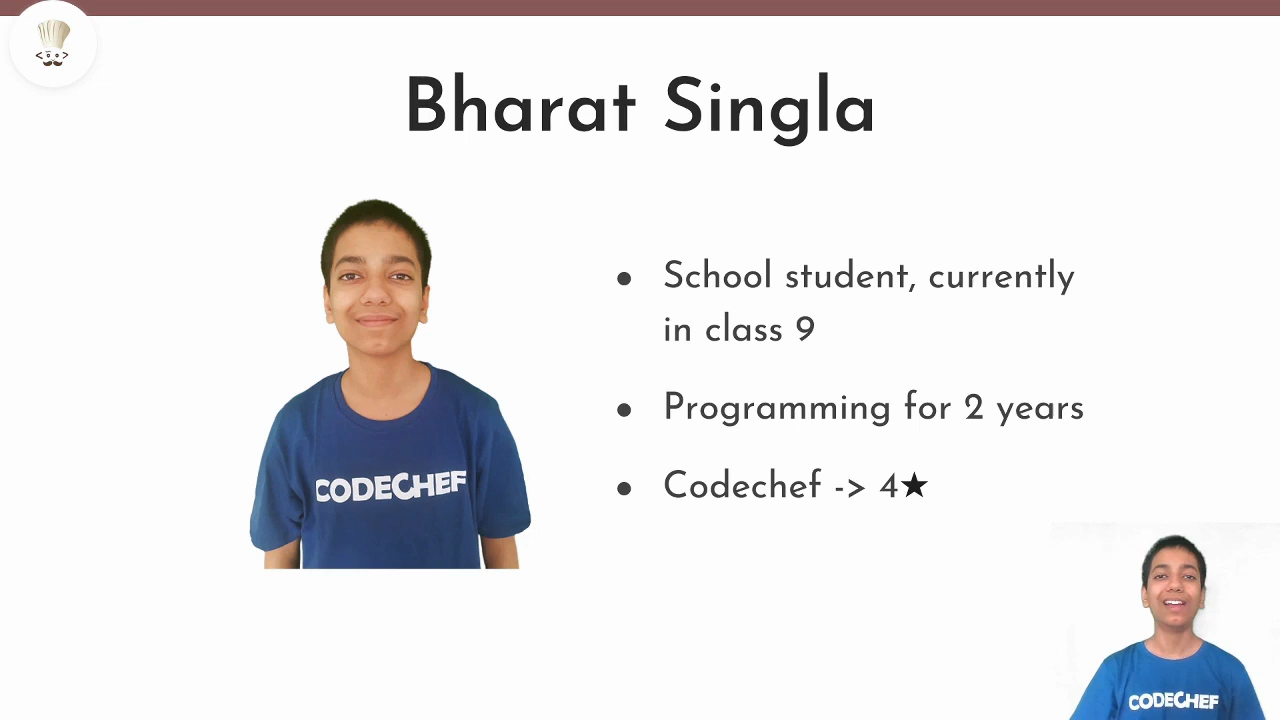 Bharat Singla
● School student, currently
in class 9
● Programming for 2 years
● Codechef -> 4★
CODECHEF
CODECHEF